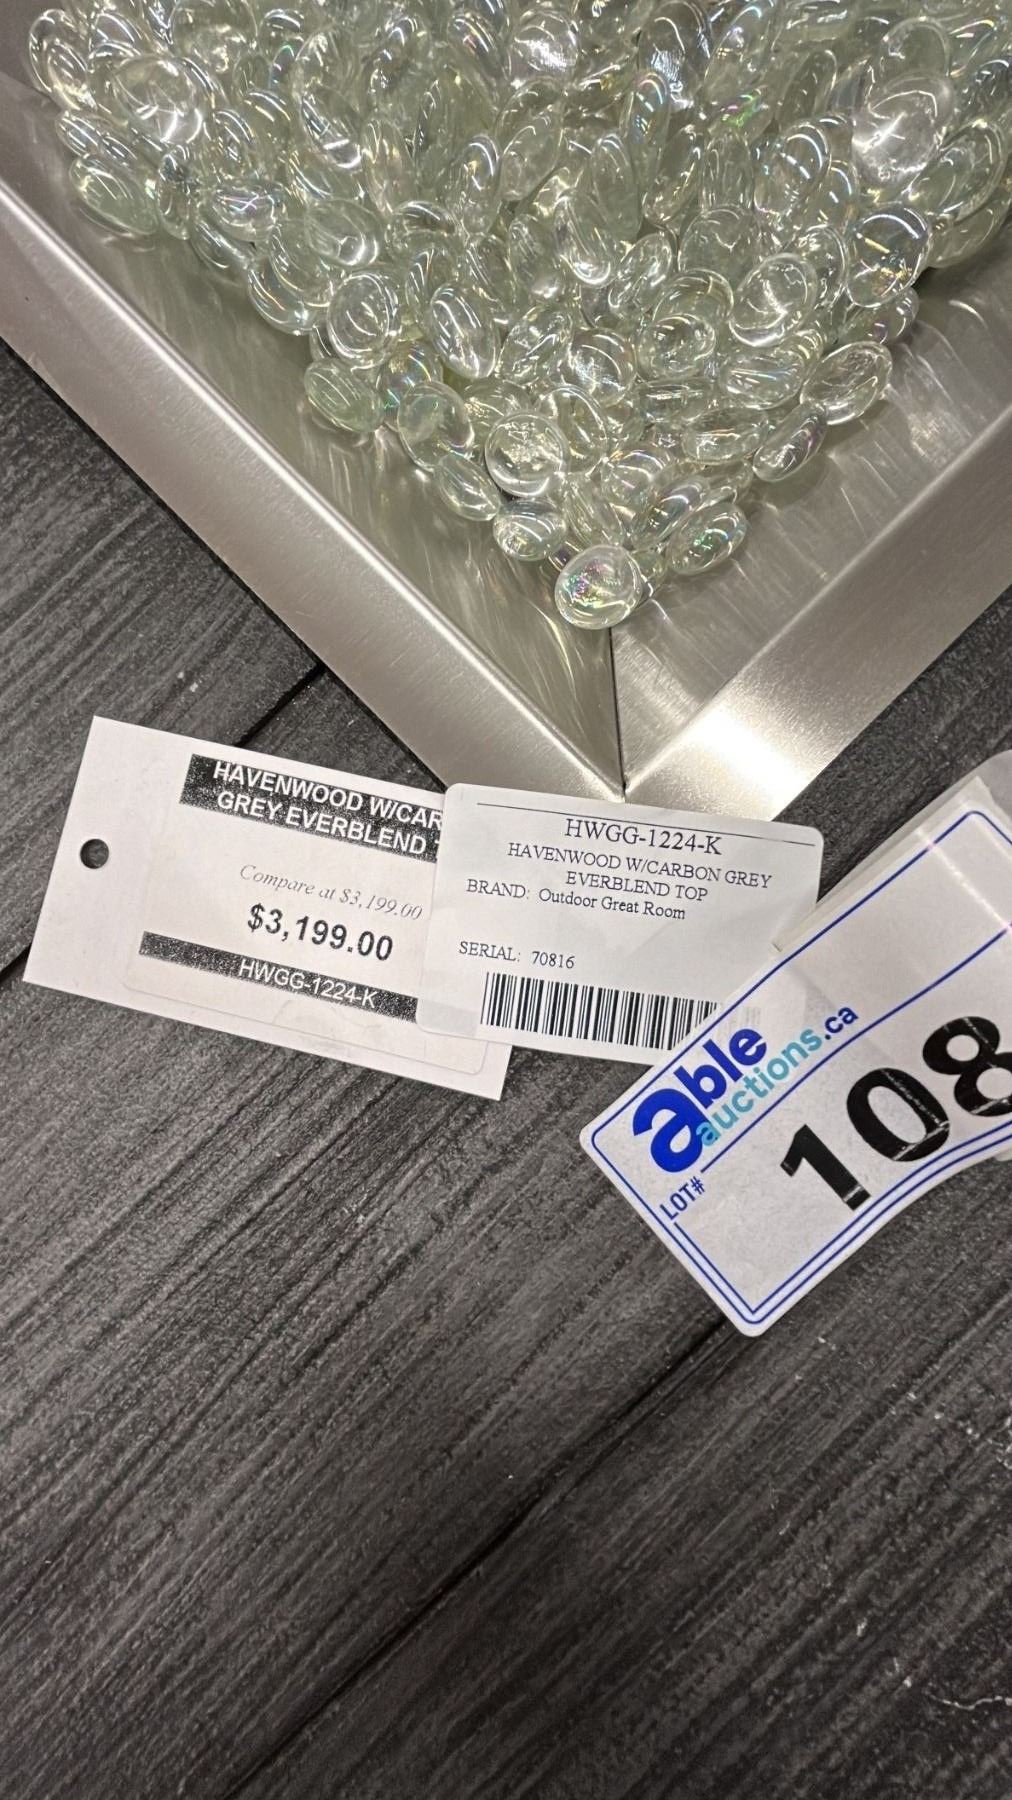 HAVENWOOD W/CAR
GREY EVERBLEND
Compare at $3,199.00
$3,199.00
HWGG-1224-K
HWGG-1224-K
HAVENWOOD W/CARBON GREY
EVERBLEND TOP
BRAND: Outdoor Great Room
SERIAL: 70816
able
auctions.ca
LOT#
108